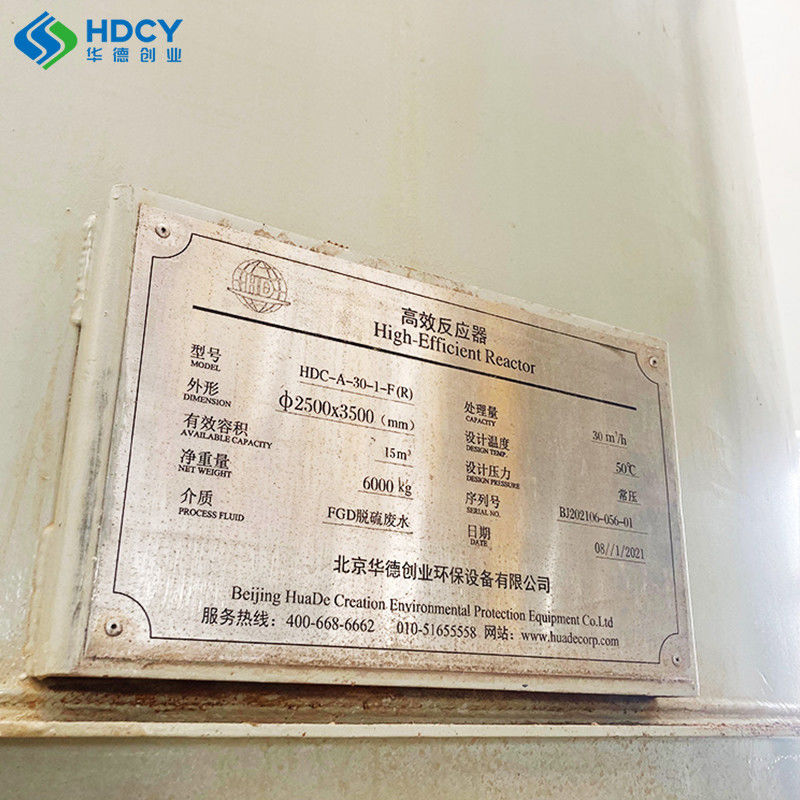 HDCY
华德创业
HD
高效反应器
High-Efficient Reactor
型号 HDC-A-30-1-F(R)
MODEL
外形 ф2500x3500（mm）
DIMENSION
有效容积 15m³
AVAILABLE CAPACITY
净重量 6000 kg
NET WEIGHT
介质 FGD脱硫废水
PROCESS FLUID
处理量 30 m³/h
CAPACITY
设计温度 50℃
DESIGN TEMP.
设计压力 常压
DESIGN PRESSURE
序列号 BJ202106-056-01
SERIAL NO.
日期 08//1/2021
DATE
北京华德创业环保设备有限公司
Beijing HuaDe Creation Environmental Protection Equipment Co.Ltd
服务热线：400-668-6662 010-51655558 网站：www.huadecorp.com